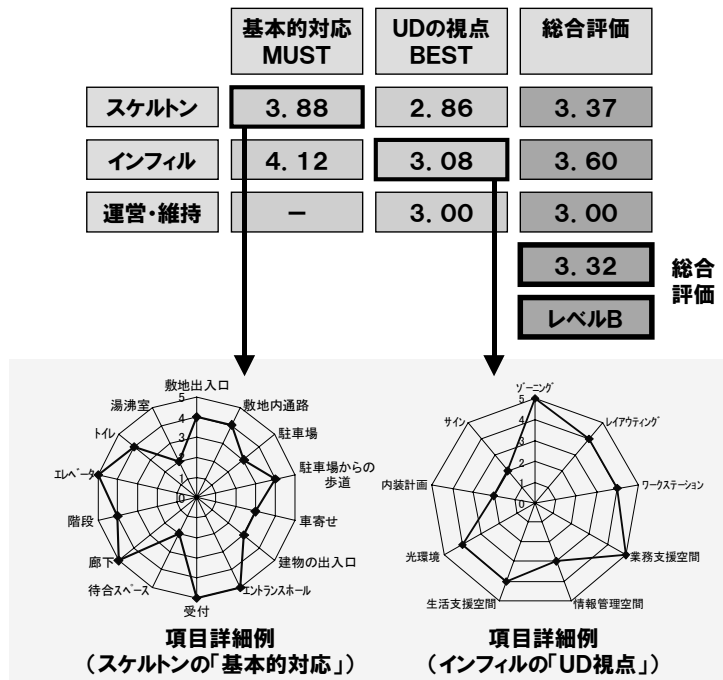 基本的対応
MUST
UDの視点
BEST
総合評価
スケルトン
3.88
2.86
3.37
インフィル
4.12
3.08
3.60
運営・維持
－
3.00
3.00
3.32
総合
評価
レベルB
敷地出入口
敷地内通路
駐車場
駐車場からの
歩道
車寄せ
建物の出入口
エントランスホール
受付
待合スペース
廊下
階段
エレベータ
トイレ
湯沸室
5
4
3
2
1
0
項目詳細例
（スケルトンの「基本的対応」）
ゾーニング
レイアウティング
ワークステーション
業務支援空間
情報管理空間
生活支援空間
光環境
内装計画
サイン
5
4
3
2
1
0
項目詳細例
（インフィルの「UD視点」）